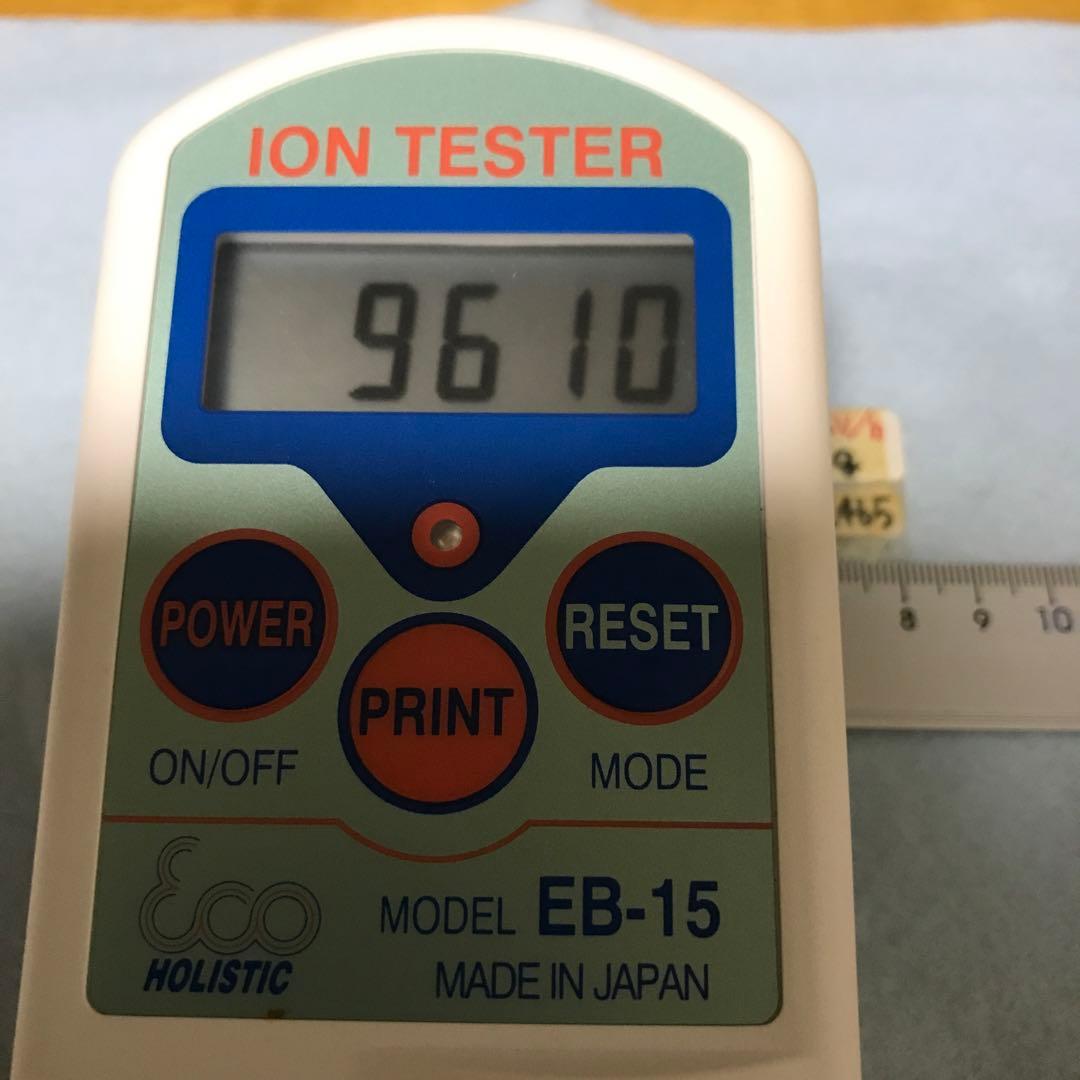 ION TESTER
9610
POWER
RESET
PRINT
ON/OFF
MODE
Eco
HOLISTIC
MODEL EB-15
MADE IN JAPAN
8 9 10